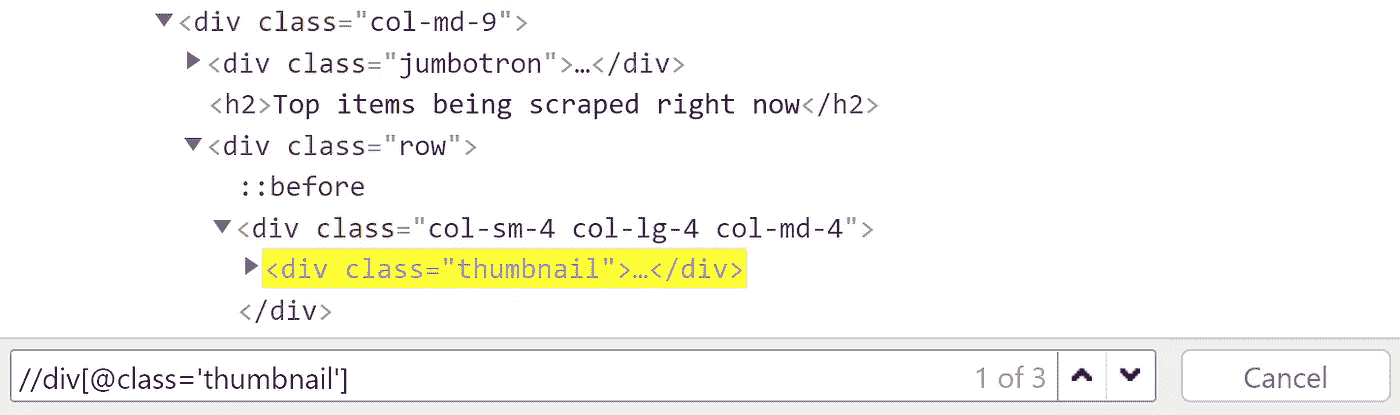 <div class="col-md-9">
<div class="jumbotron">…</div>
<h2>Top items being scraped right now</h2>
<div class="row">
::before
<div class="col-sm-4 col-lg-4 col-md-4">
<div class="thumbnail">…</div>
</div>
//div[@class='thumbnail'] 1 of 3 Cancel